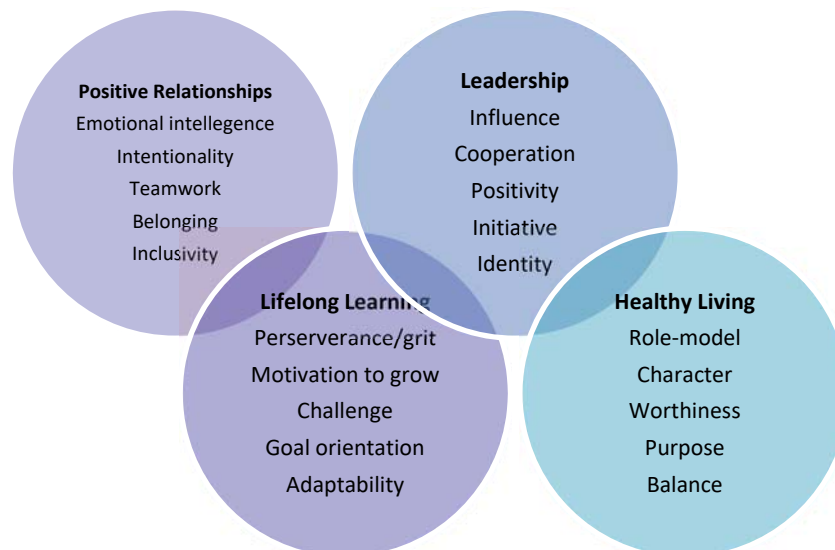 Positive Relationships
Emotional intellegence
Intentionality
Teamwork
Belonging
Inclusivity
Leadership
Influence
Cooperation
Positivity
Initiative
Identity
Lifelong Learning
Perserverance/grit
Motivation to grow
Challenge
Goal orientation
Adaptability
Healthy Living
Role-model
Character
Worthiness
Purpose
Balance